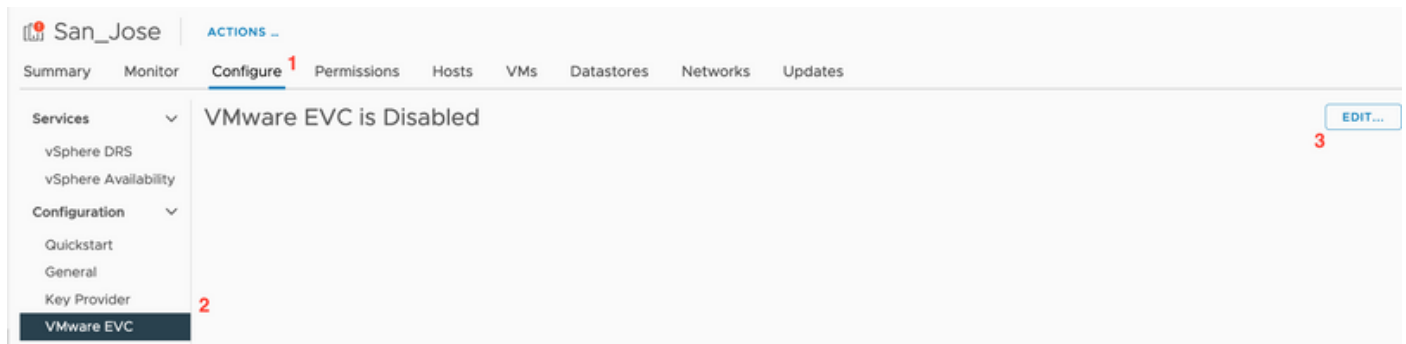 San_Jose ACTIONS ...
Summary Monitor Configure 1 Permissions Hosts VMs Datastores Networks Updates
Services
VMware EVC is Disabled
EDIT...
3
vSphere DRS
vSphere Availability
Configuration
Quickstart
General
Key Provider
2
VMware EVC